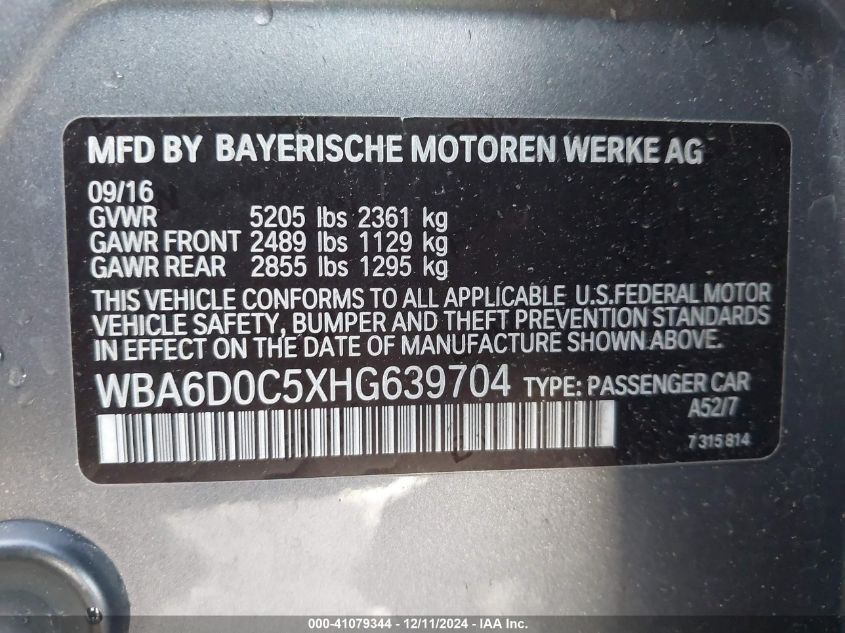 MFD BY BAYERISCHE MOTOREN WERKE AG
09/16
GVWR 5205 lbs 2361 kg
GAWR FRONT 2489 lbs 1129 kg
GAWR REAR 2855 lbs 1295 kg
THIS VEHICLE CONFORMS TO ALL APPLICABLE U.S.FEDERAL MOTOR
VEHICLE SAFETY, BUMPER AND THEFT PREVENTION STANDARDS
IN EFFECT ON THE DATE OF MANUFACTURE SHOWN ABOVE.
WBA6D0C5XHG639704 TYPE: PASSENGER CAR
A52/7
7 315 814
000-41079344 - 12/11/2024 - IAA Inc.